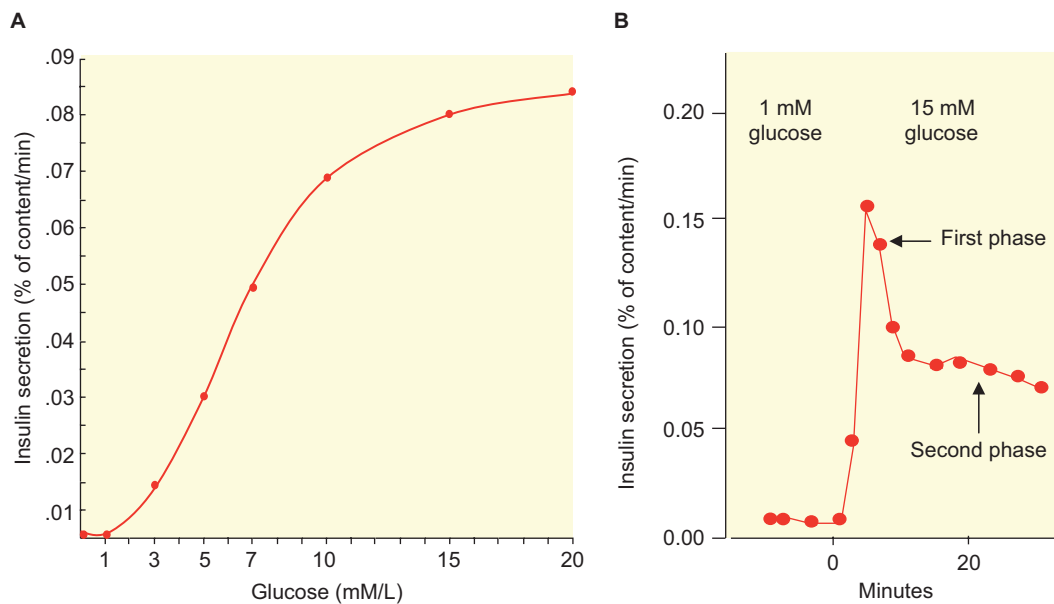 A
Insulin secretion (% of content/min)
.09
.08
.07
.06
.05
.04
.03
.02
.01
1 3 5 7 10 15 20
Glucose (mM/L)
B
Insulin secretion (% of content/min)
0.20
0.15
0.10
0.05
0.00
1 mM
glucose
15 mM
glucose
First phase
Second phase
0 20
Minutes